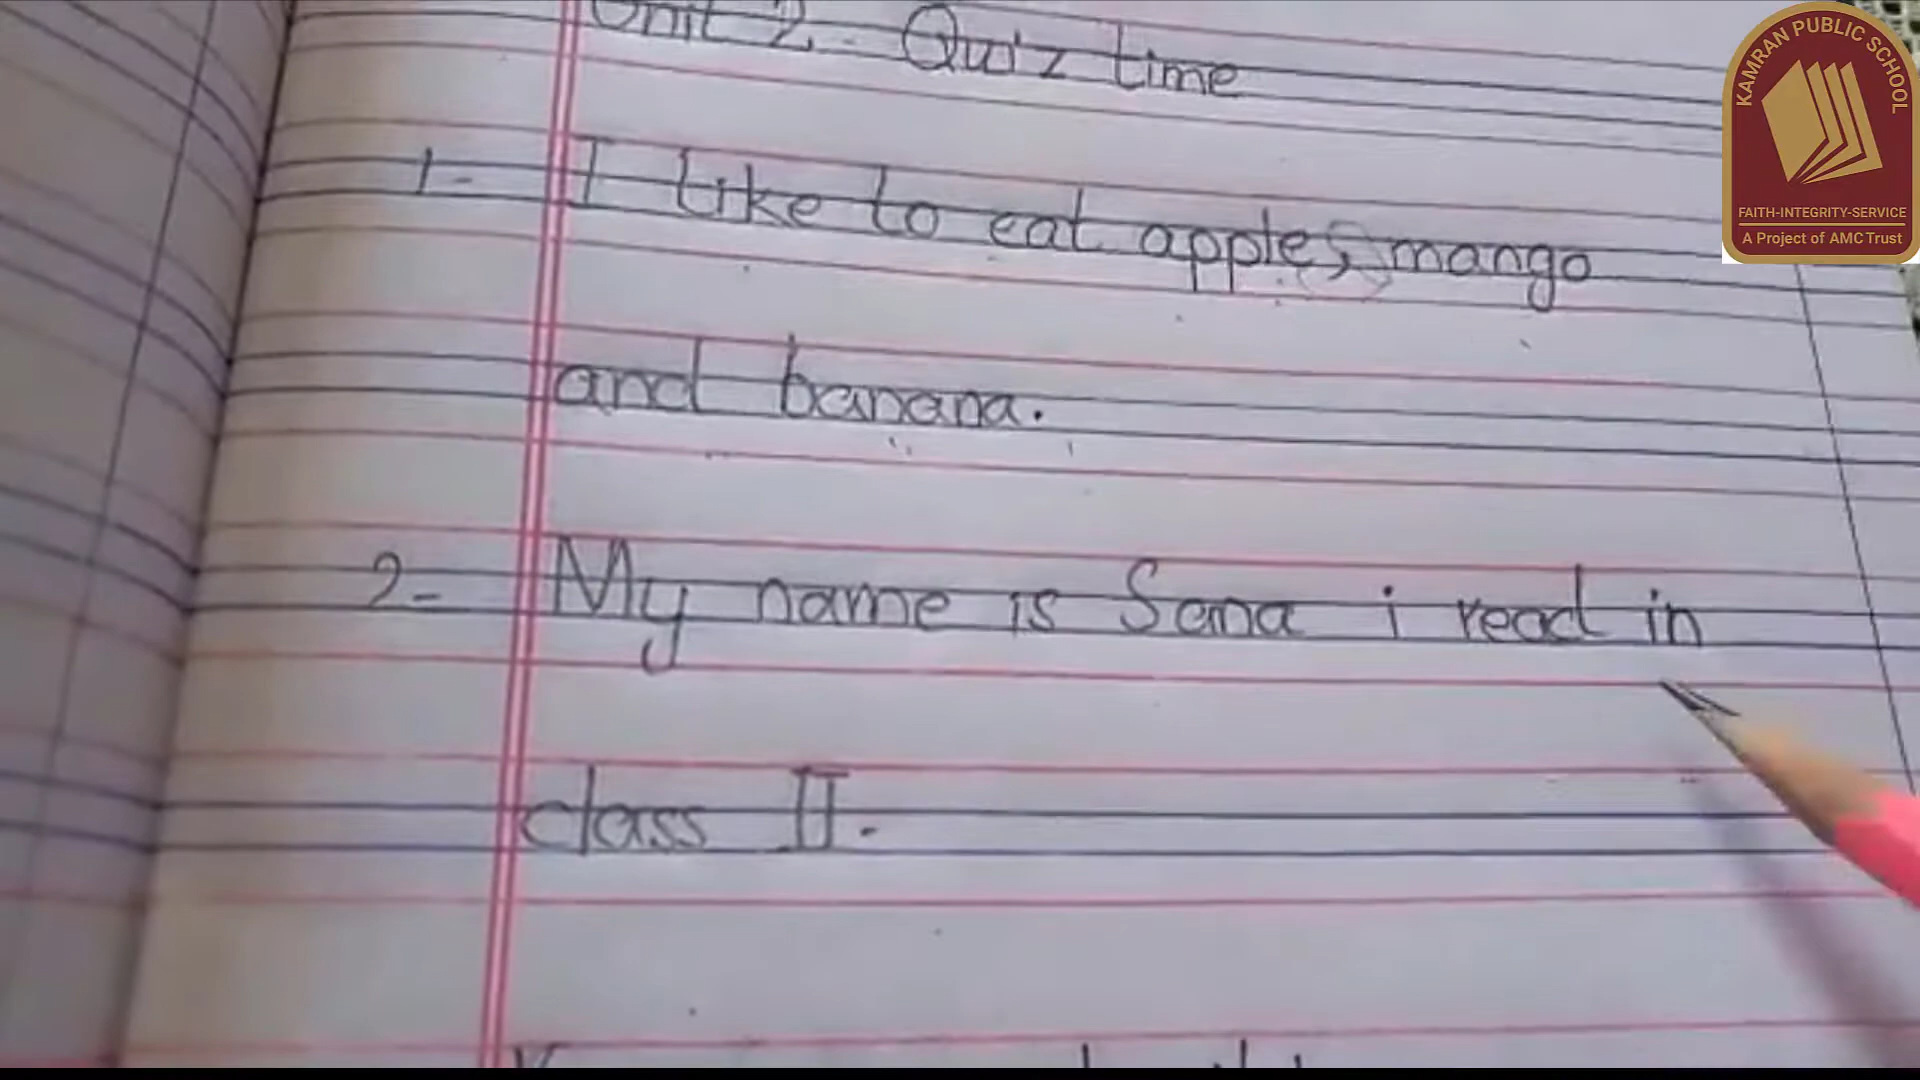 Unit 2 - Quiz time
1- I like to eat apple, mango
and banana.
2- My name is Sana i read in
class II.
KAMRAN PUBLIC SCHOOL
FAITH-INTEGRITY-SERVICE
A Project of AMC Trust